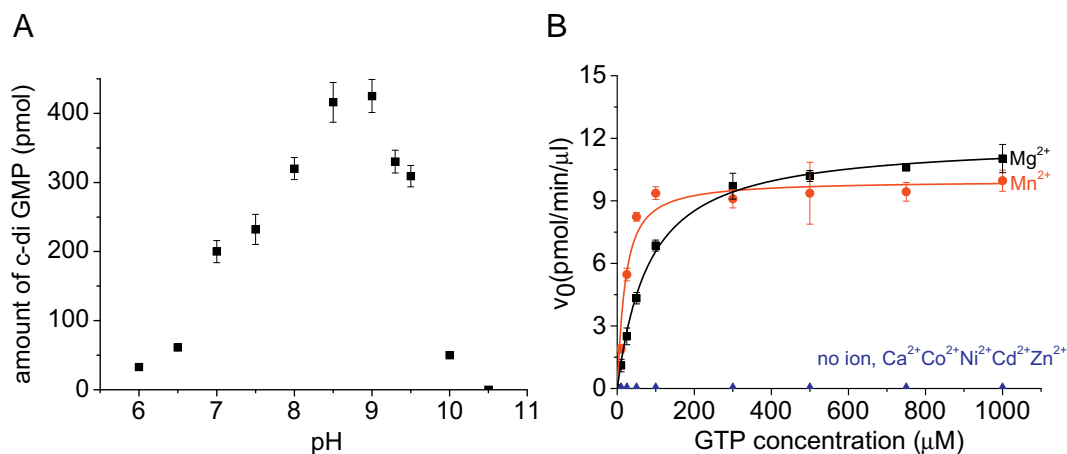 A
amount of c-di GMP (pmol)
400
300
200
100
0
6 7 8 9 10 11
pH
B
v0(pmol/min/µl)
15
12
9
6
3
0
Mg2+
Mn2+
no ion, Ca2+Co2+Ni2+Cd2+Zn2+
0 200 400 600 800 1000
GTP concentration (µM)